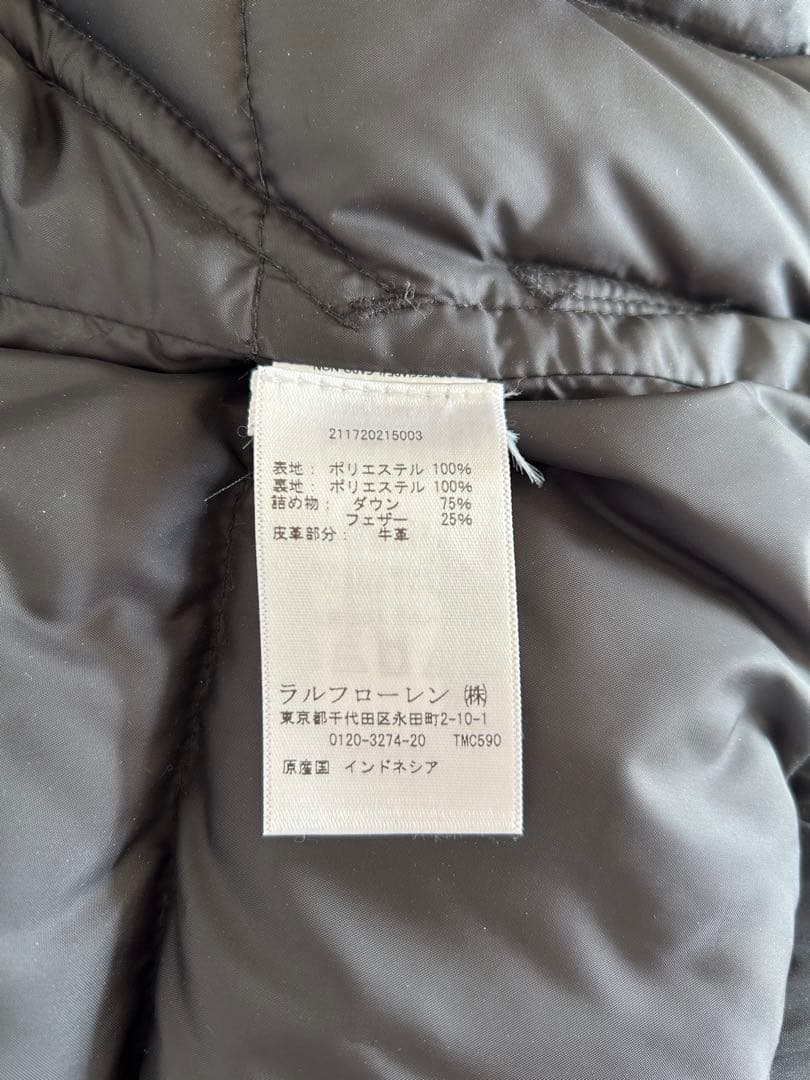 211720215003
表地： ポリエステル 100%
裏地： ポリエステル 100%
詰め物： ダウン 75%
フェザー 25%
皮革部分： 牛革
ラルフローレン ㈱
東京都千代田区永田町2-10-1
0120-3274-20 TMC590
原産国 インドネシア